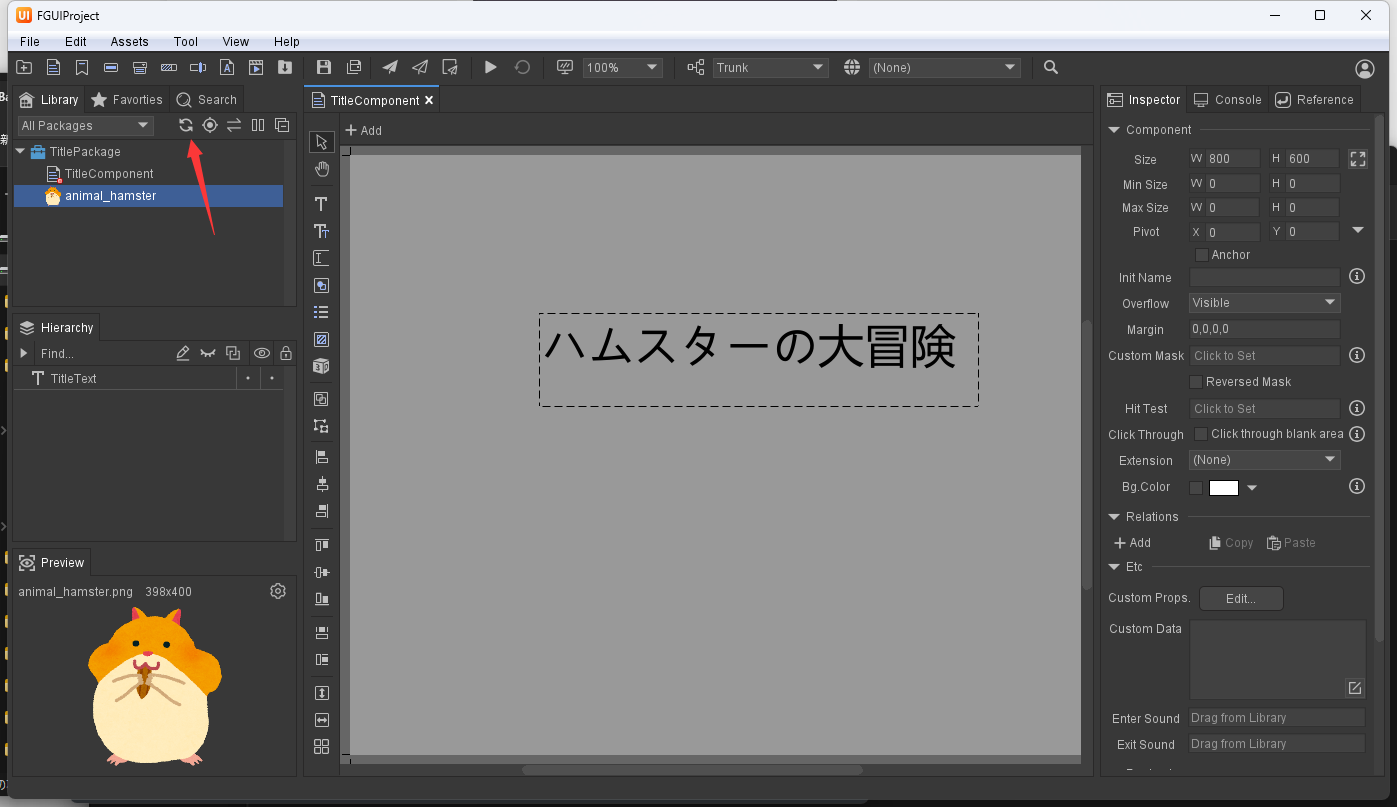 FGUIProject
File Edit Assets Tool View Help
100% Trunk (None)
Library Favorties Search
All Packages
TitlePackage
TitleComponent
animal_hamster
Hierarchy
Find...
TitleText
Preview
animal_hamster.png 398x400
TitleComponent
Add
ハムスターの大冒険
Inspector Console Reference
Component
Size W 800 H 600
Min Size W 0 H 0
Max Size W 0 H 0
Pivot X 0 Y 0
Anchor
Init Name
Overflow Visible
Margin 0,0,0,0
Custom Mask Click to Set
Reversed Mask
Hit Test Click to Set
Click Through Click through blank area
Extension (None)
Bg.Color
Relations
Add Copy Paste
Etc
Custom Props. Edit...
Custom Data
Enter Sound Drag from Library
Exit Sound Drag from Library